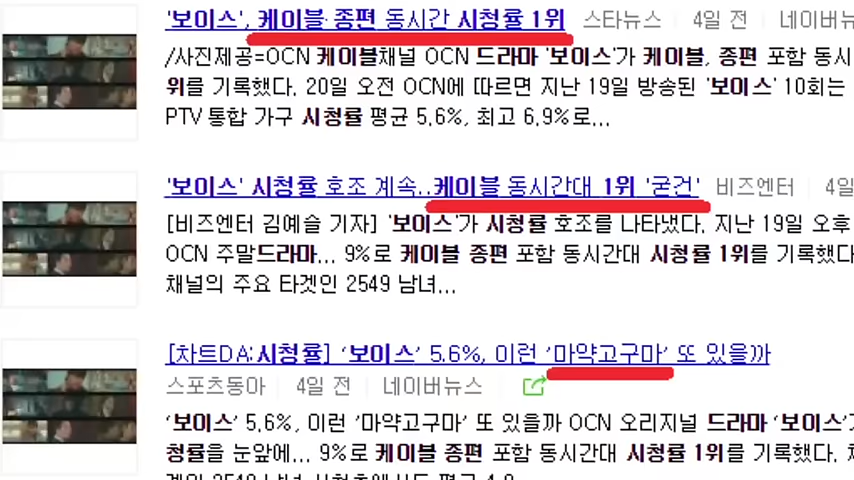 '보이스', 케이블·종편 동시간 시청률 1위 스타뉴스 4일 전 네이버뉴
/사진제공=OCN 케이블채널 OCN 드라마 '보이스'가 케이블, 종편 포함 동시
위를 기록했다. 20일 오전 OCN에 따르면 지난 19일 방송된 '보이스' 10회는
PTV 통합 가구 시청률 평균 5.6%, 최고 6.9%로...
'보이스' 시청률 호조 계속..케이블 동시간대 1위 '굳건' 비즈엔터 4일
[비즈엔터 김예슬 기자] '보이스'가 시청률 호조를 나타냈다. 지난 19일 오후
OCN 주말드라마... 9%로 케이블 종편 포함 동시간대 시청률 1위를 기록했다
채널의 주요 타겟인 2549 남녀...
[차트DA:시청률] '보이스' 5.6%, 이런 '마약고구마' 또 있을까
스포츠동아 4일 전 네이버뉴스
'보이스' 5.6%, 이런 '마약고구마' 또 있을까 OCN 오리지널 드라마 '보이스'
청률을 눈앞에... 9%로 케이블 종편 포함 동시간대 시청률 1위를 기록했다.